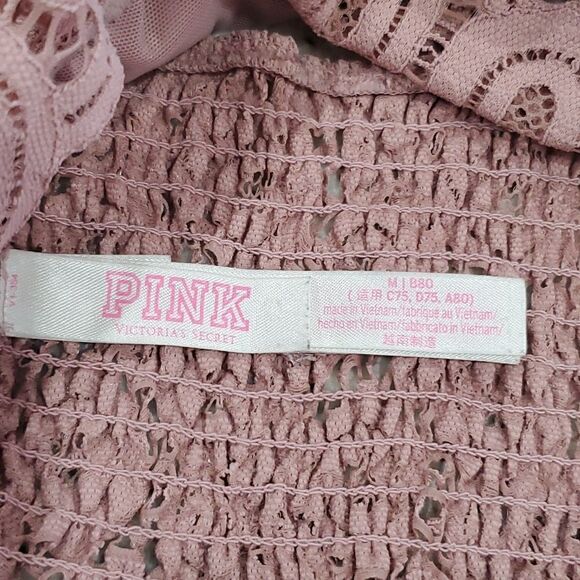 PINK
VICTORIA'S SECRET
M | B80
(适用 C75, D75, A80)
made in Vietnam/fabrique au Vietnam/
hecho en Vietnam/fabbricato in Vietnam/
越南制造